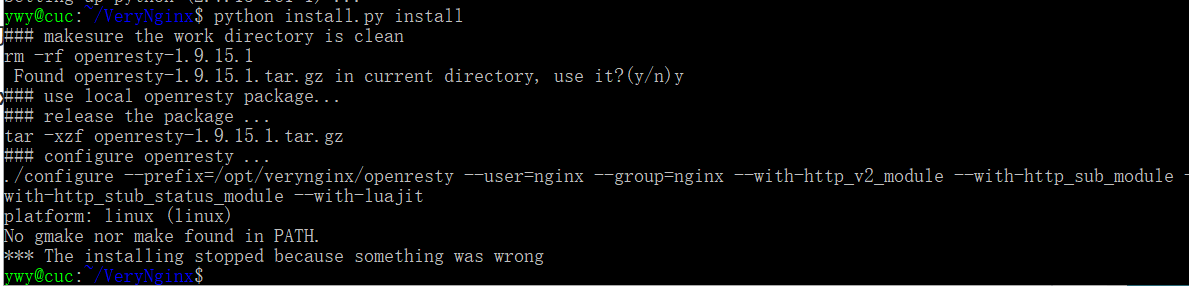 ywy@cuc:~/VeryNginx$ python install.py install
### makesure the work directory is clean
rm -rf openresty-1.9.15.1
 Found openresty-1.9.15.1.tar.gz in current directory, use it?(y/n)y
### use local openresty package...
### release the package ...
tar -xzf openresty-1.9.15.1.tar.gz
### configure openresty ...
./configure --prefix=/opt/verynginx/openresty --user=nginx --group=nginx --with-http_v2_module --with-http_sub_module -
with-http_stub_status_module --with-luajit
platform: linux (linux)
No gmake nor make found in PATH.
*** The installing stopped because something was wrong
ywy@cuc:~/VeryNginx$